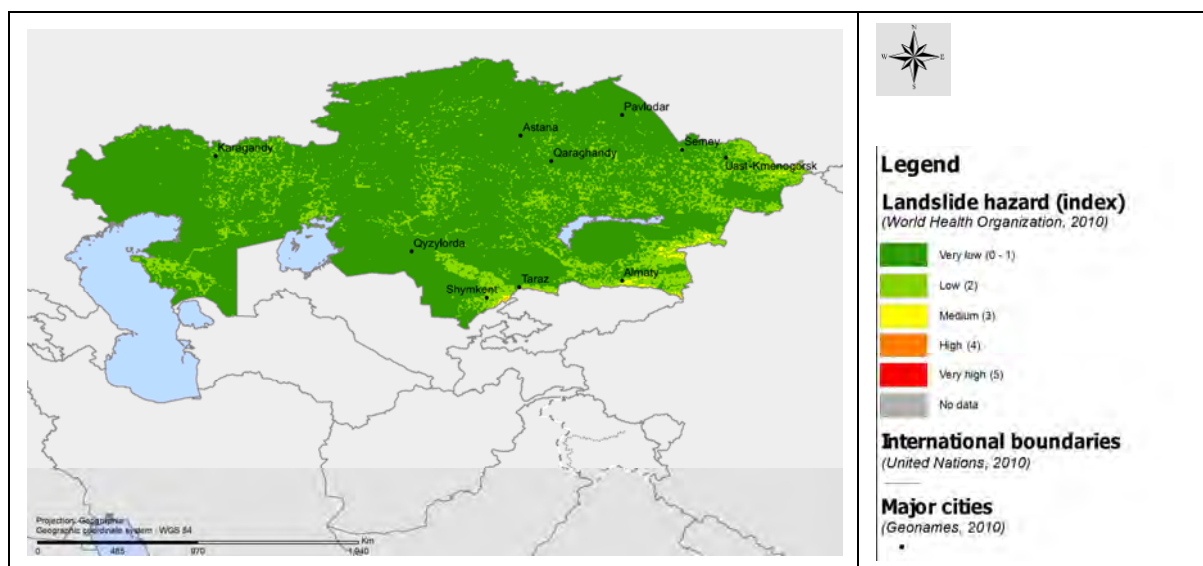 Pavlodar
Astana
Semey
Karagandy
Qaraghandy
Uast-Kmenogorsk
Qyzylorda
Almaty
Taraz
Shymkent
Projection: Geographic
Geographic coordinate system : WGS 84
Km
0 485 970 1,940
N
W E
S
Legend
Landslide hazard (index)
(World Health Organization, 2010)
Very low (0 - 1)
Low (2)
Medium (3)
High (4)
Very high (5)
No data
International boundaries
(United Nations, 2010)
Major cities
(Geonames, 2010)